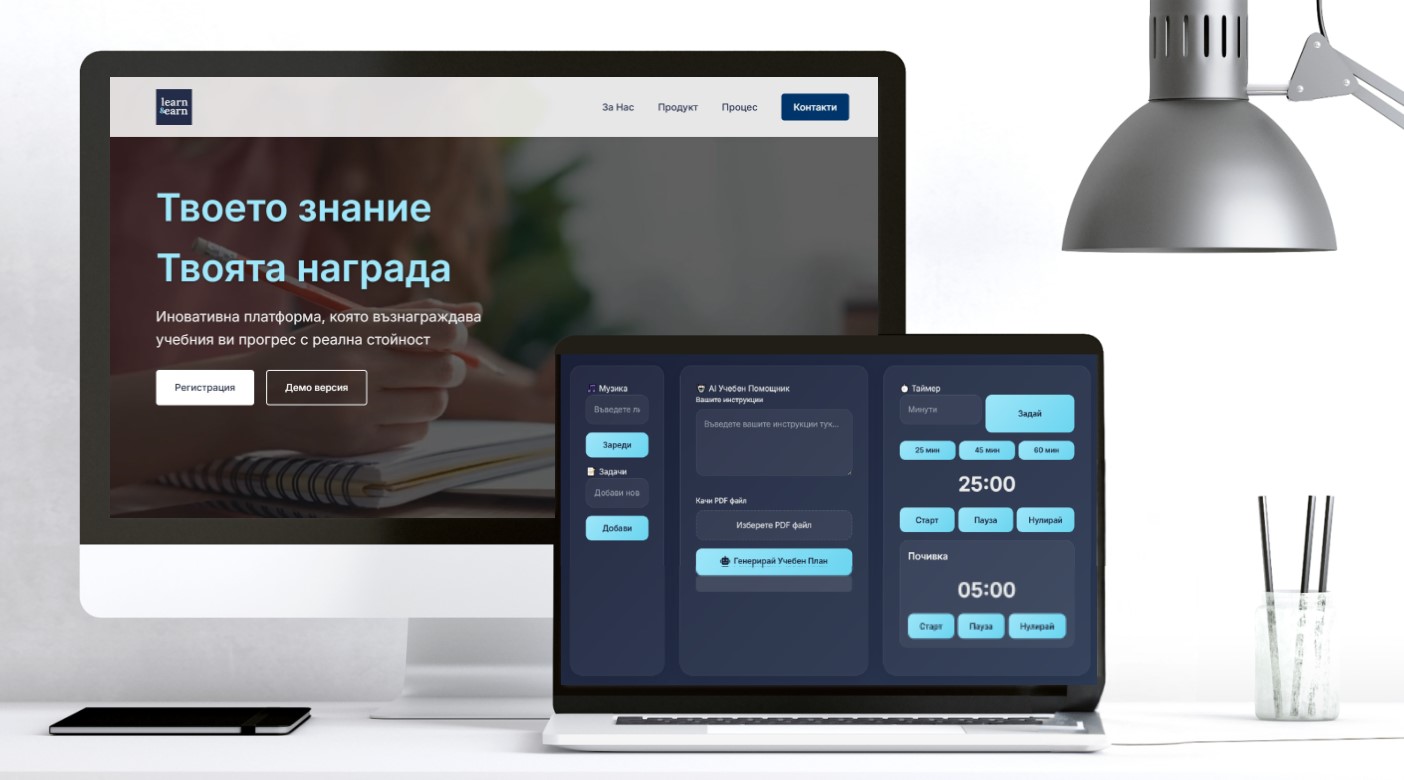 learn
&earn
За Нас
Продукт
Процес
Контакти
Твоето знание
Твоята награда
Иновативна платформа, която възнаграждава
учебния ви прогрес с реална стойност
Регистрация
Демо версия
🎵 Музика
Въведете ли
Зареди
📝 Задачи
Добави нов
Добави
AI Учебен Помощник
Вашите инструкции
Въведете вашите инструкции тук...
Качи PDF файл
Изберете PDF файл
Генерирай Учебен План
Таймер
Минути
Задай
25 мин
45 мин
60 мин
25:00
Старт
Пауза
Нулирай
Почивка
05:00
Старт
Пауза
Нулирай